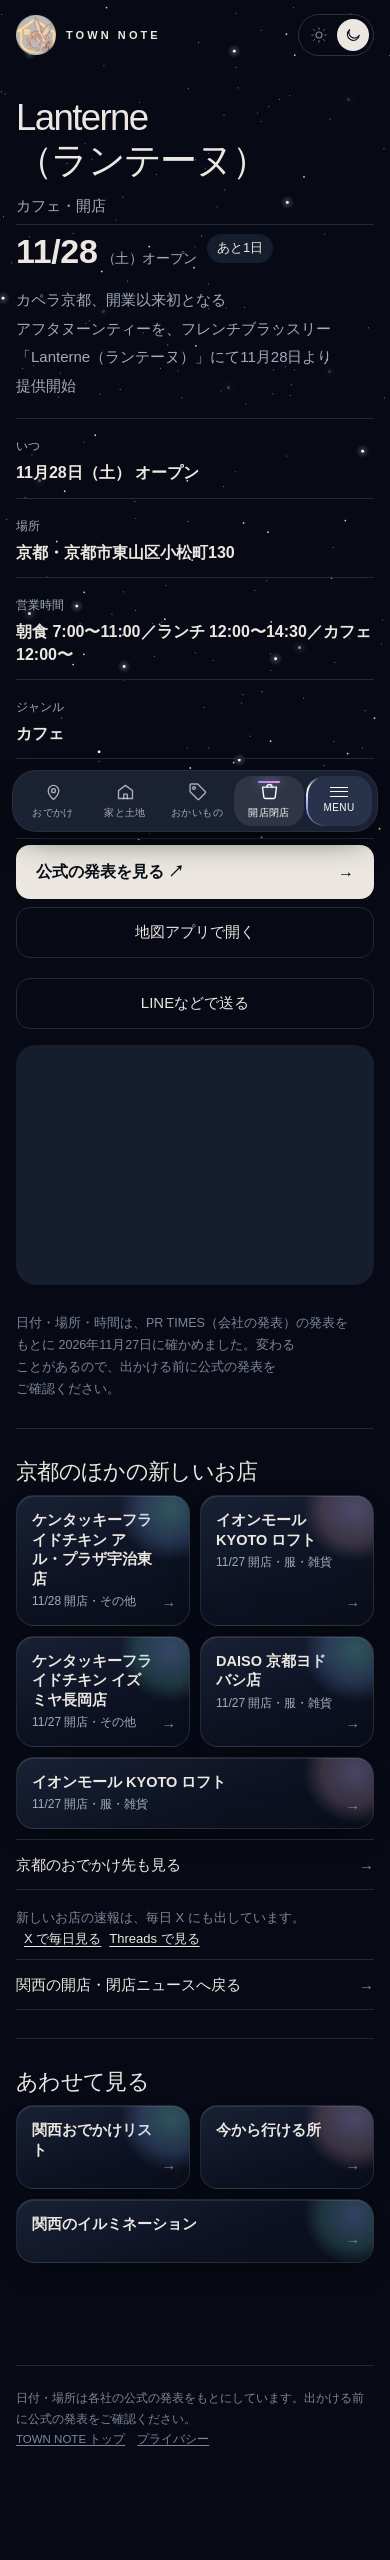 TOWN NOTE
Lanterne
（ランテーヌ）
カフェ・開店
11/28（土）オープン あと1日
カペラ京都、開業以来初となる
アフタヌーンティーを、フレンチブラッスリー
「Lanterne（ランテーヌ）」にて11月28日より
提供開始
いつ
11月28日（土） オープン
場所
京都・京都市東山区小松町130
営業時間
朝食 7:00〜11:00／ランチ 12:00〜14:30／カフェ
12:00〜
ジャンル
カフェ
おでかけ 家と土地 おかいもの 開店閉店 MENU
公式の発表を見る ↗ →
地図アプリで開く
LINEなどで送る
日付・場所・時間は、PR TIMES（会社の発表）の発表を
もとに 2026年11月27日に確かめました。変わる
ことがあるので、出かける前に公式の発表を
ご確認ください。
京都のほかの新しいお店
ケンタッキーフラ
イドチキン ア
ル・プラザ宇治東
店
11/28 開店・その他 →
イオンモール
KYOTO ロフト
11/27 開店・服・雑貨
→
ケンタッキーフラ
イドチキン イズ
ミヤ長岡店
11/27 開店・その他 →
DAISO 京都ヨド
バシ店
11/27 開店・服・雑貨
→
イオンモール KYOTO ロフト
11/27 開店・服・雑貨 →
京都のおでかけ先も見る →
新しいお店の速報は、毎日 X にも出しています。
X で毎日見る Threads で見る
関西の開店・閉店ニュースへ戻る →
あわせて見る
関西おでかけリス
ト
→
今から行ける所
→
関西のイルミネーション
→
日付・場所は各社の公式の発表をもとにしています。出かける前
に公式の発表をご確認ください。
TOWN NOTE トップ プライバシー